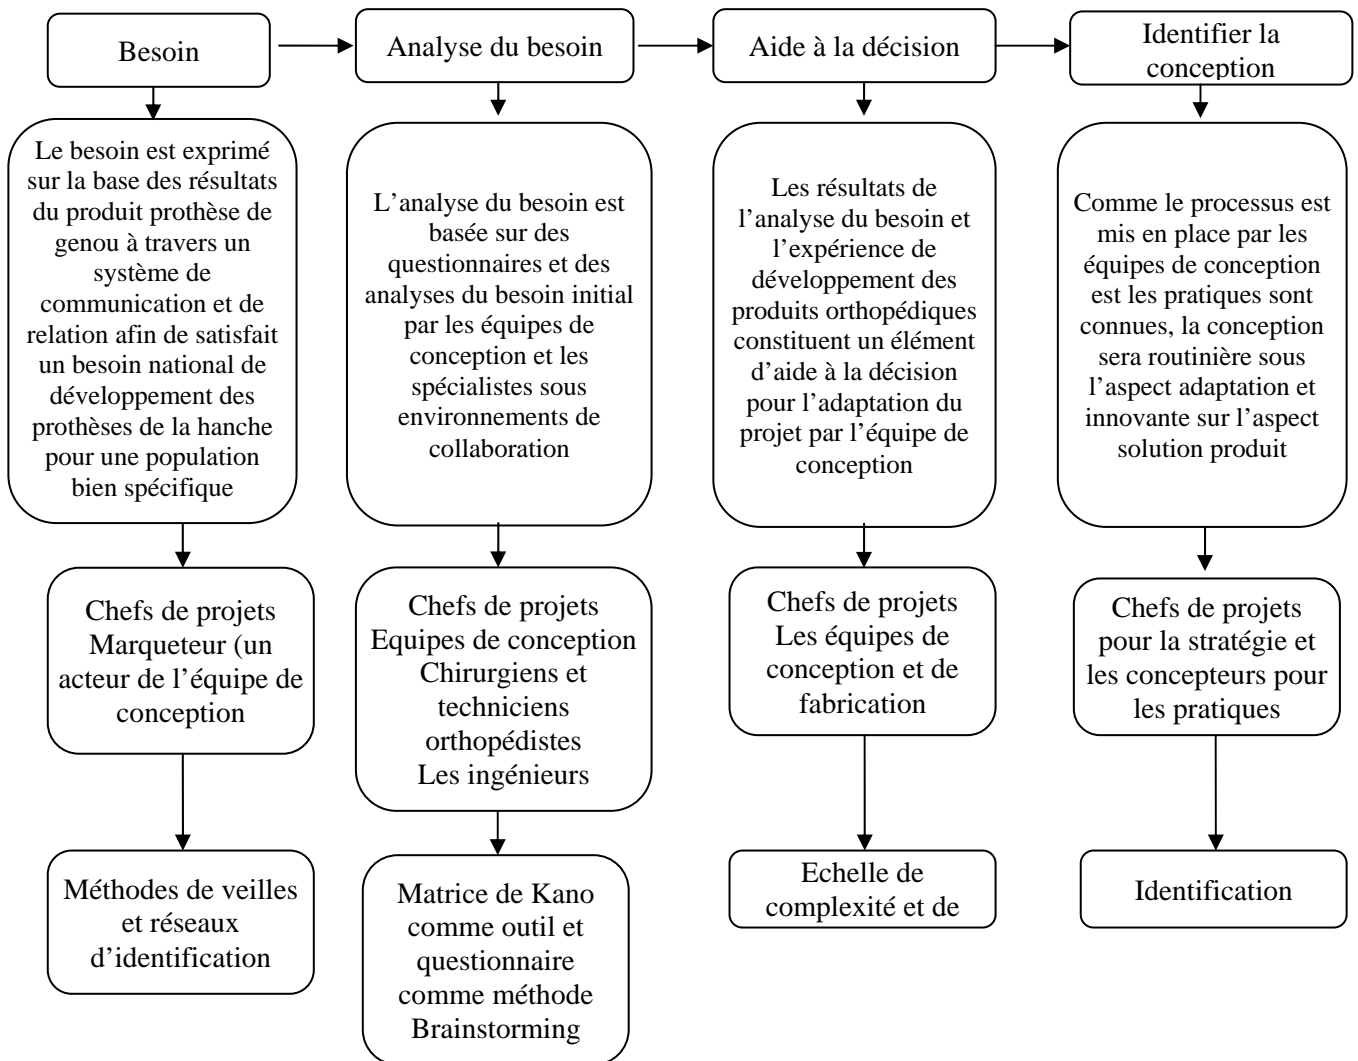 Besoin
Analyse du besoin
Aide à la décision
Identifier la
conception
Le besoin est exprimé
sur la base des résultats
du produit prothèse de
genou à travers un
système de
communication et de
relation afin de satisfait
un besoin national de
développement des
prothèses de la hanche
pour une population
bien spécifique
L’analyse du besoin est
basée sur des
questionnaires et des
analyses du besoin initial
par les équipes de
conception et les
spécialistes sous
environnements de
collaboration
Les résultats de
l’analyse du besoin et
l’expérience de
développement des
produits orthopédiques
constituent un élément
d’aide à la décision
pour l’adaptation du
projet par l’équipe de
conception
Comme le processus est
mis en place par les
équipes de conception
est les pratiques sont
connues, la conception
sera routinière sous
l’aspect adaptation et
innovante sur l’aspect
solution produit
Chefs de projets
Marqueteur (un
acteur de l’équipe de
conception
Chefs de projets
Equipes de conception
Chirurgiens et
techniciens
orthopédistes
Les ingénieurs
Chefs de projets
Les équipes de
conception et de
fabrication
Chefs de projets
pour la stratégie et
les concepteurs pour
les pratiques
Méthodes de veilles
et réseaux
d’identification
Matrice de Kano
comme outil et
questionnaire
comme méthode
Brainstorming
Echelle de
complexité et de
Identification